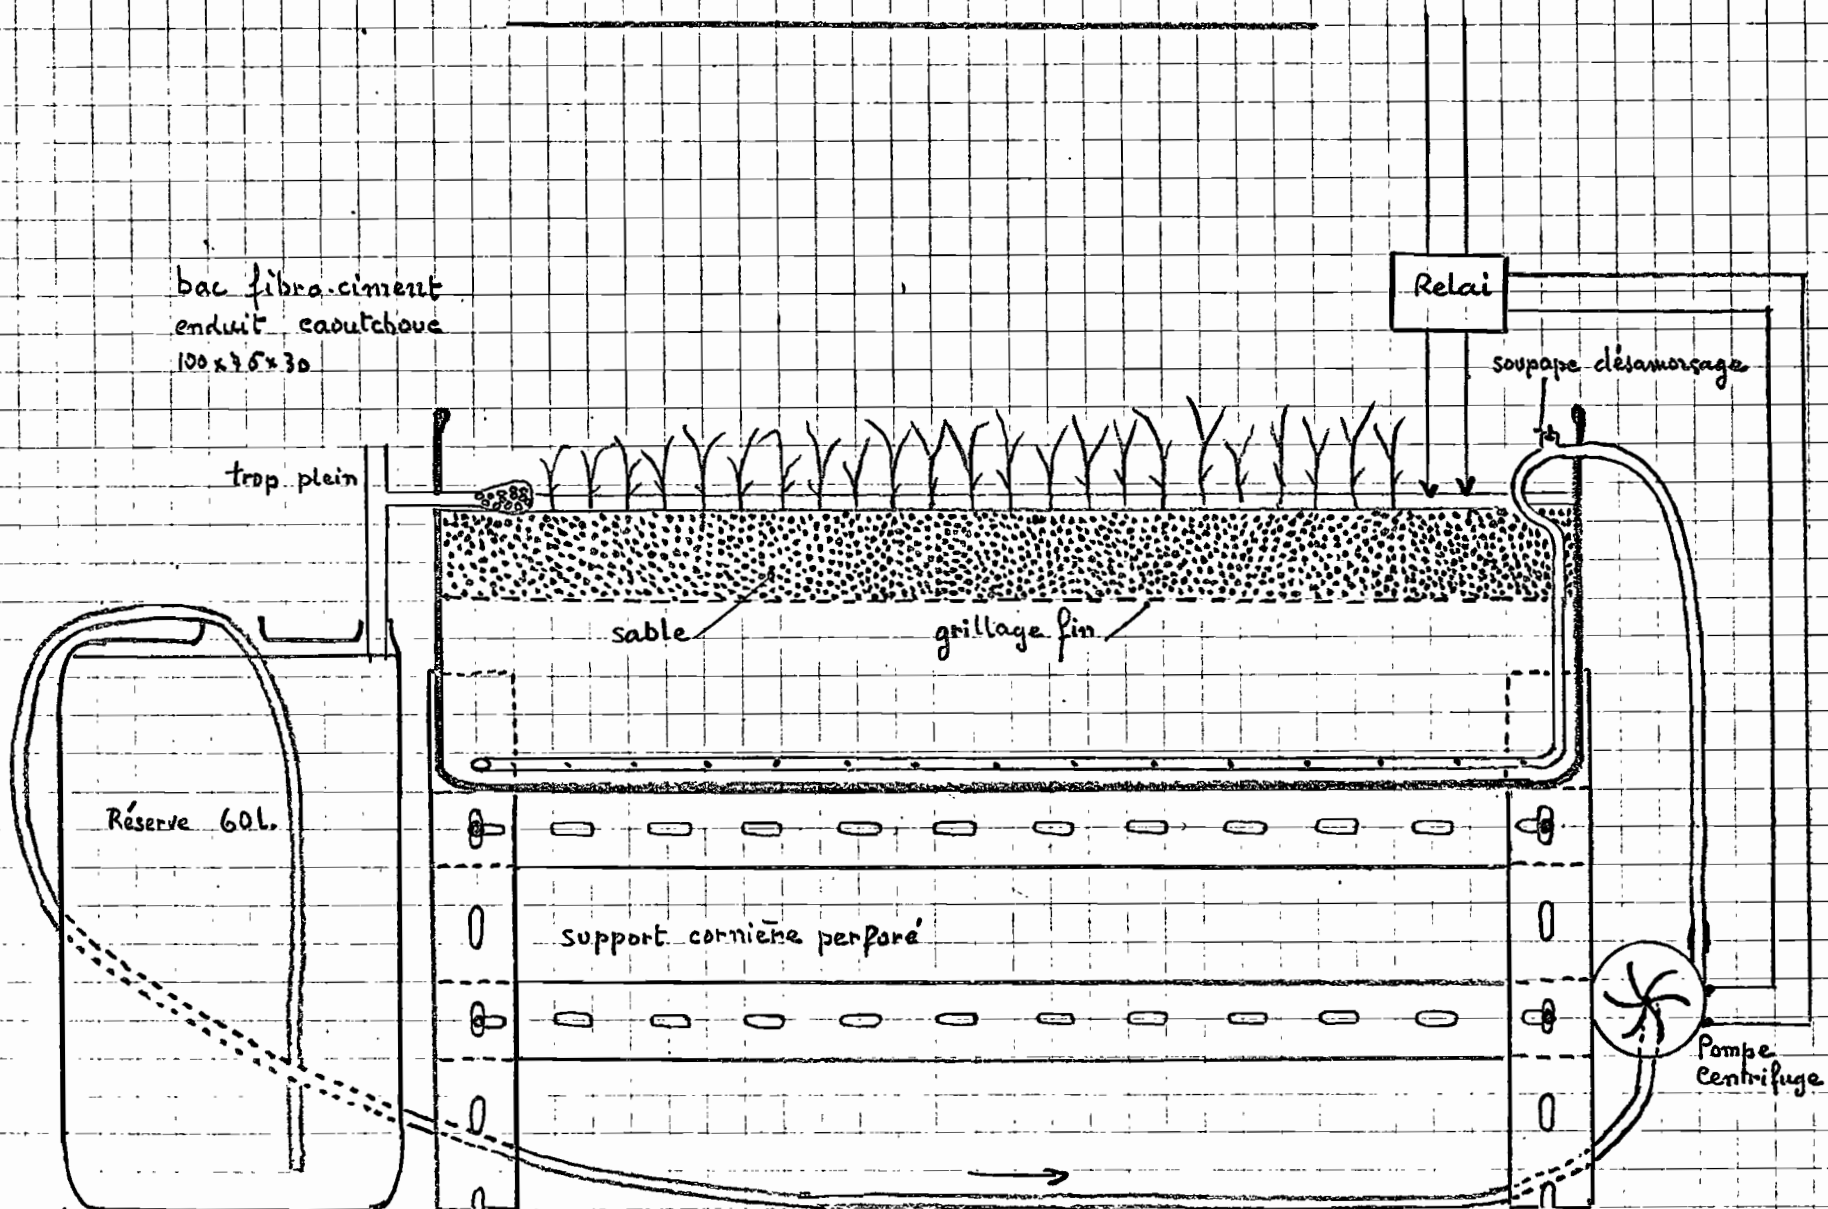 bac fibro.ciment
enduit caoutchouc
100x75x30
Relai
soupape désamorçage
trop plein
sable
grillage fin
Réserve 60l.
support cornière perforé
Pompe
Centrifuge